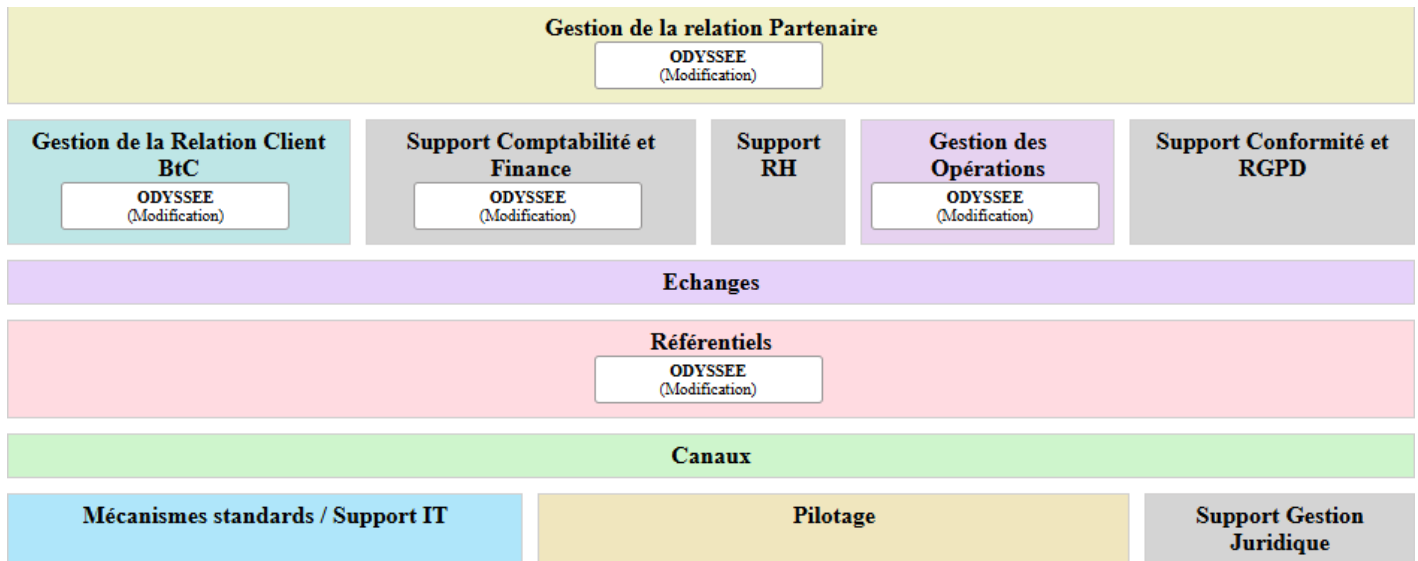 Gestion de la relation Partenaire
ODYSSEE
(Modification)
Gestion de la Relation Client
BtC
ODYSSEE
(Modification)
Support Comptabilité et
Finance
ODYSSEE
(Modification)
Support
RH
Gestion des
Opérations
ODYSSEE
(Modification)
Support Conformité et
RGPD
Echanges
Référentiels
ODYSSEE
(Modification)
Canaux
Mécanismes standards / Support IT
Pilotage
Support Gestion
Juridique